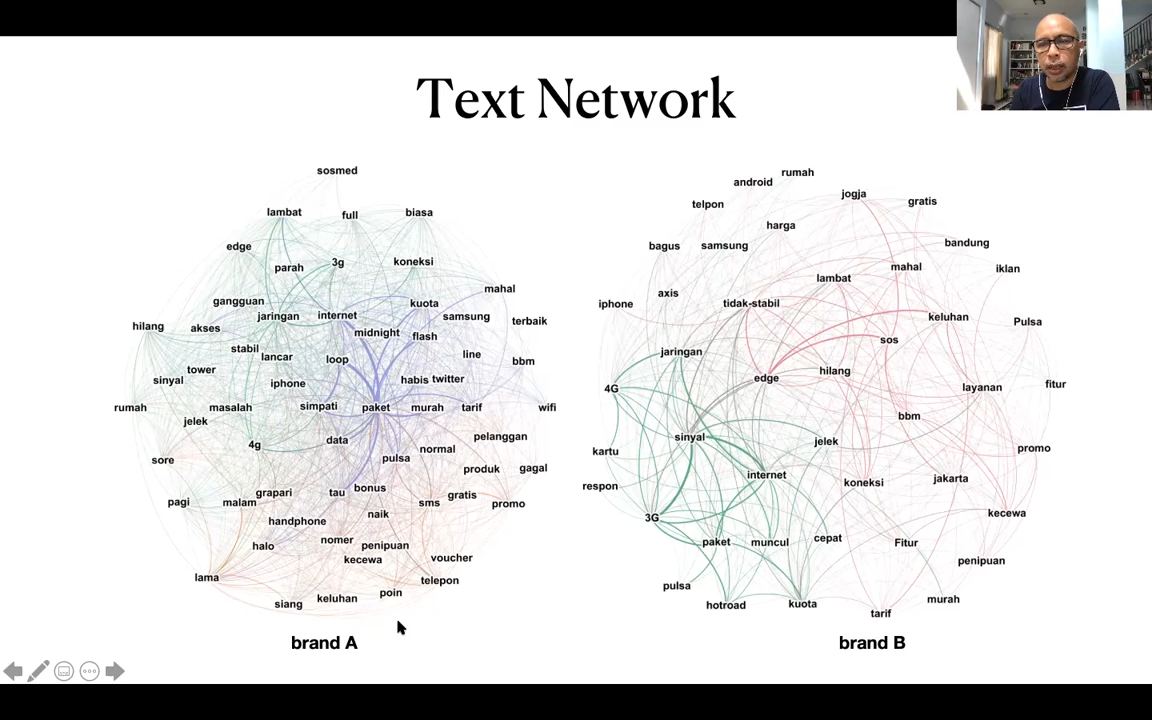 Text Network
sosmed
lambat
full
biasa
edge
parah
3g
koneksi
gangguan
kuota
mahal
hilang
akses
jaringan
internet
samsung
terbaik
midnight
flash
stabil
lancar
loop
line
bbm
tower
sinyal
iphone
habis
twitter
rumah
masalah
simpati
paket
murah
tarif
wifi
jelek
4g
data
normal
pelanggan
sore
pulsa
produk
gagal
pagi
malam
grapari
tau
bonus
sms
gratis
promo
handphone
naik
halo
nomer
penipuan
kecewa
voucher
lama
telepon
siang
keluhan
poin
brand A
rumah
android
telpon
jogja
gratis
harga
bagus
samsung
bandung
lambat
mahal
iklan
iphone
axis
tidak-stabil
keluhan
Pulsa
jaringan
sos
4G
edge
hilang
layanan
fitur
sinyal
jelek
bbm
kartu
internet
koneksi
jakarta
promo
respon
3G
paket
muncul
cepat
Fitur
kecewa
penipuan
pulsa
hotroad
kuota
tarif
murah
brand B